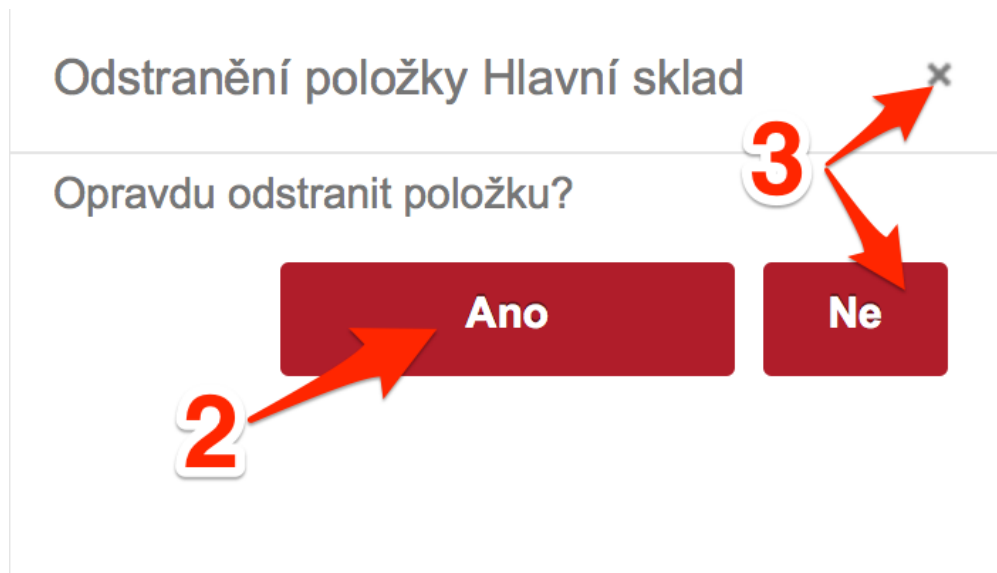 Odstranění položky Hlavní sklad ×
3
Opravdu odstranit položku?
Ano Ne
2